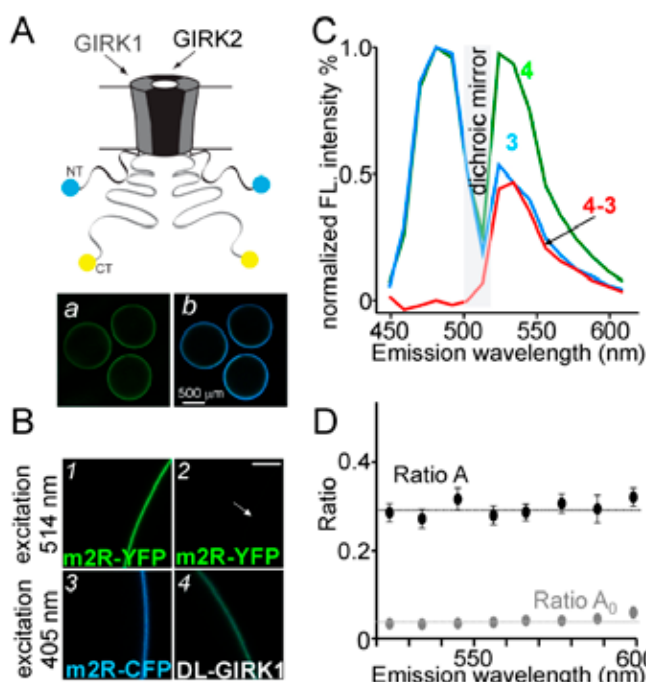 A
GIRK1
GIRK2
NT
CT
a
b
500 µm
B
excitation
514 nm
1
2
m2R-YFP
m2R-YFP
excitation
405 nm
3
4
m2R-CFP
DL-GIRK1
C
normalized FL. intensity %
1.0
0.5
0
dichroic mirror
4
3
4-3
450
500
550
600
Emission wavelength (nm)
D
Ratio
0.4
0.2
0
Ratio A
Ratio A₀
550
600
Emission wavelength (nm)